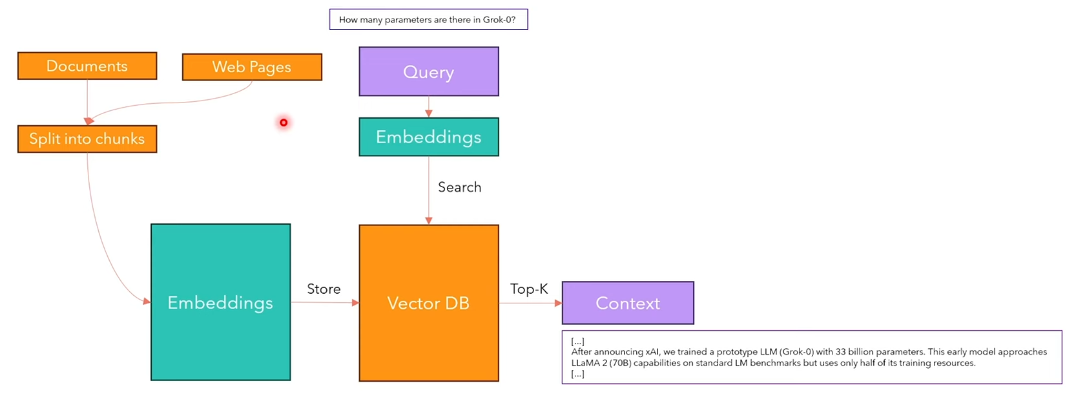 How many parameters are there in Grok-0?
Documents
Web Pages
Query
Split into chunks
Embeddings
Search
Embeddings
Store
Vector DB
Top-K
Context
[...]
After announcing xAI, we trained a prototype LLM (Grok-0) with 33 billion parameters. This early model approaches
LLaMA 2 (70B) capabilities on standard LM benchmarks but uses only half of its training resources.
[...]